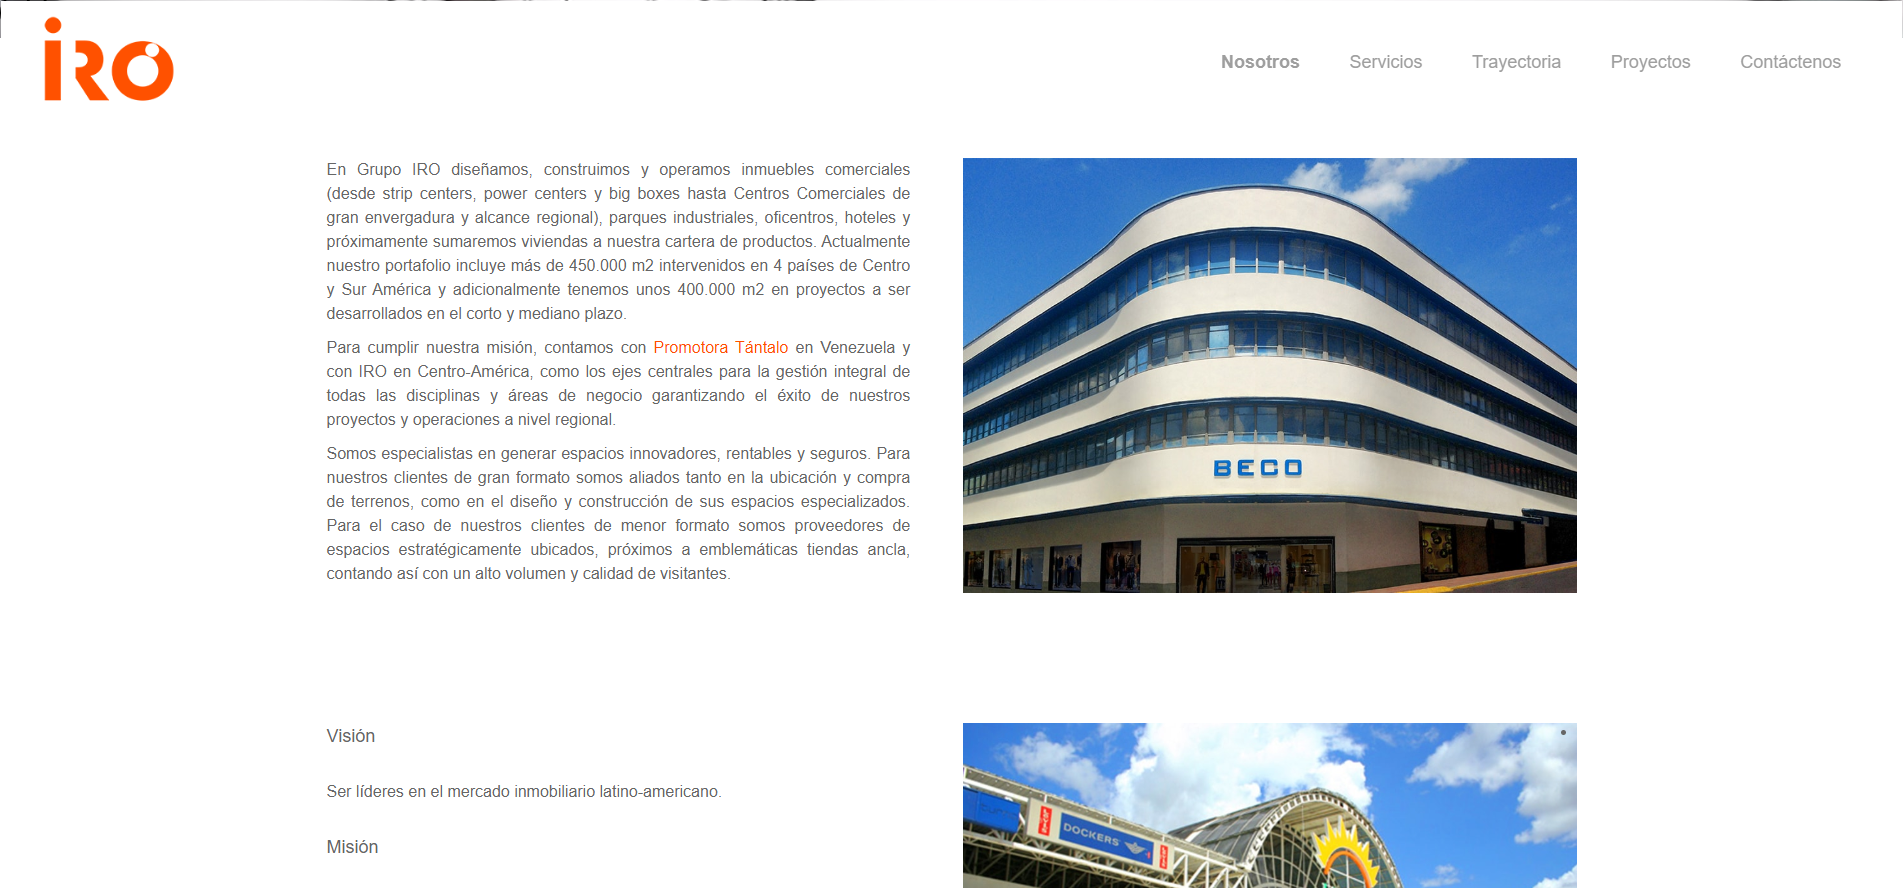 iRO
Nosotros
Servicios
Trayectoria
Proyectos
Contáctenos
En Grupo IRO diseñamos, construimos y operamos inmuebles comerciales
(desde strip centers, power centers y big boxes hasta Centros Comerciales de
gran envergadura y alcance regional), parques industriales, oficentros, hoteles y
próximamente sumaremos viviendas a nuestra cartera de productos. Actualmente
nuestro portafolio incluye más de 450.000 m2 intervenidos en 4 países de Centro
y Sur América y adicionalmente tenemos unos 400.000 m2 en proyectos a ser
desarrollados en el corto y mediano plazo.
Para cumplir nuestra misión, contamos con Promotora Tántalo en Venezuela y
con IRO en Centro-América, como los ejes centrales para la gestión integral de
todas las disciplinas y áreas de negocio garantizando el éxito de nuestros
proyectos y operaciones a nivel regional.
Somos especialistas en generar espacios innovadores, rentables y seguros. Para
nuestros clientes de gran formato somos aliados tanto en la ubicación y compra
de terrenos, como en el diseño y construcción de sus espacios especializados.
Para el caso de nuestros clientes de menor formato somos proveedores de
espacios estratégicamente ubicados, próximos a emblemáticas tiendas ancla,
contando así con un alto volumen y calidad de visitantes.
BECO
Visión
Ser líderes en el mercado inmobiliario latino-americano.
Misión
DOCKERS